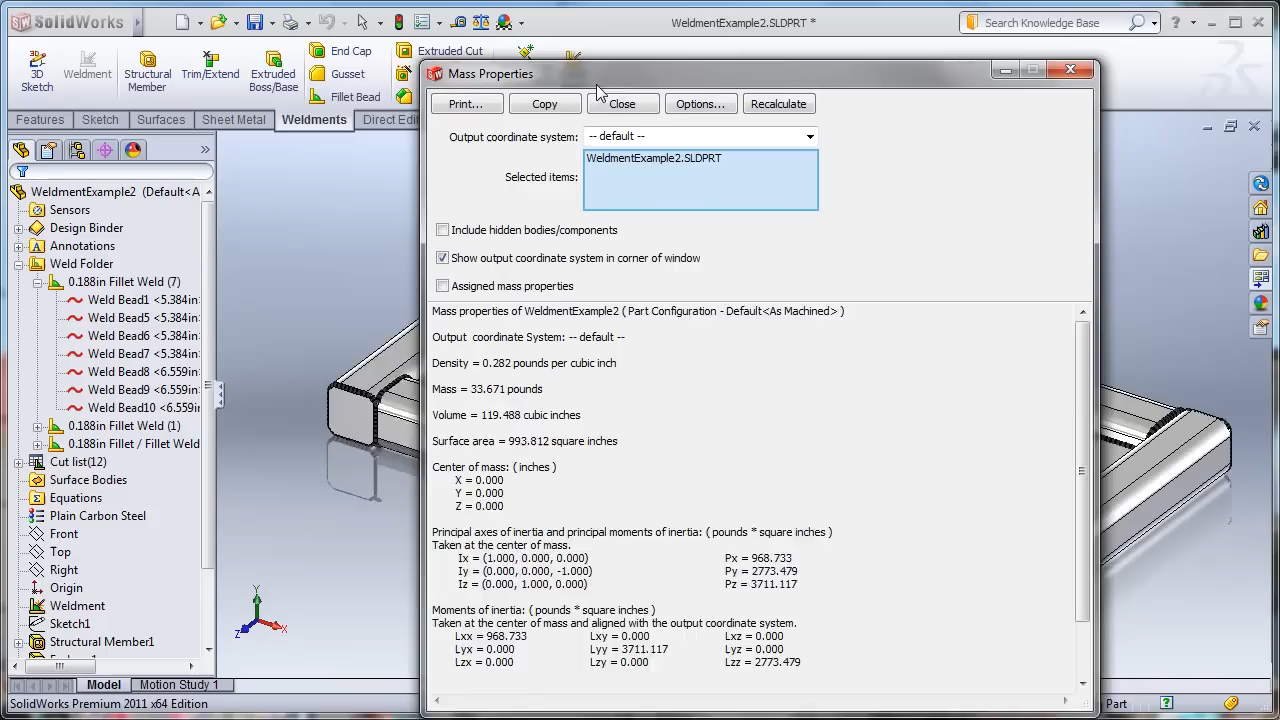 SolidWorks
WeldmentExample2.SLDPRT *
Search Knowledge Base
3D Sketch
Weldment
Structural Member
Trim/Extend
Extruded Boss/Base
End Cap
Gusset
Fillet Bead
Extruded Cut
Features
Sketch
Surfaces
Sheet Metal
Weldments
Direct Edi
WeldmentExample2 (Default<A
Sensors
Design Binder
Annotations
Weld Folder
0.188in Fillet Weld (7)
Weld Bead1 <5.384in:
Weld Bead5 <5.384in:
Weld Bead6 <5.384in:
Weld Bead7 <5.384in:
Weld Bead8 <6.559in:
Weld Bead9 <6.559in:
Weld Bead10 <6.559in
0.188in Fillet Weld (1)
0.188in Fillet / Fillet Weld
Cut list(12)
Surface Bodies
Equations
Plain Carbon Steel
Front
Top
Right
Origin
Weldment
Sketch1
Structural Member1
Model
Motion Study 1
SolidWorks Premium 2011 x64 Edition
Part
Y
X
Z
Mass Properties
Print...
Copy
Close
Options...
Recalculate
Output coordinate system:
-- default --
Selected items:
WeldmentExample2.SLDPRT
Include hidden bodies/components
Show output coordinate system in corner of window
Assigned mass properties
Mass properties of WeldmentExample2 ( Part Configuration - Default<As Machined> )
Output coordinate System: -- default --
Density = 0.282 pounds per cubic inch
Mass = 33.671 pounds
Volume = 119.488 cubic inches
Surface area = 993.812 square inches
Center of mass: ( inches )
X = 0.000
Y = 0.000
Z = 0.000
Principal axes of inertia and principal moments of inertia: ( pounds * square inches )
Taken at the center of mass.
Ix = (1.000, 0.000, 0.000) Px = 968.733
Iy = (0.000, 0.000, -1.000) Py = 2773.479
Iz = (0.000, 1.000, 0.000) Pz = 3711.117
Moments of inertia: ( pounds * square inches )
Taken at the center of mass and aligned with the output coordinate system.
Lxx = 968.733 Lxy = 0.000 Lxz = 0.000
Lyx = 0.000 Lyy = 3711.117 Lyz = 0.000
Lzx = 0.000 Lzy = 0.000 Lzz = 2773.479